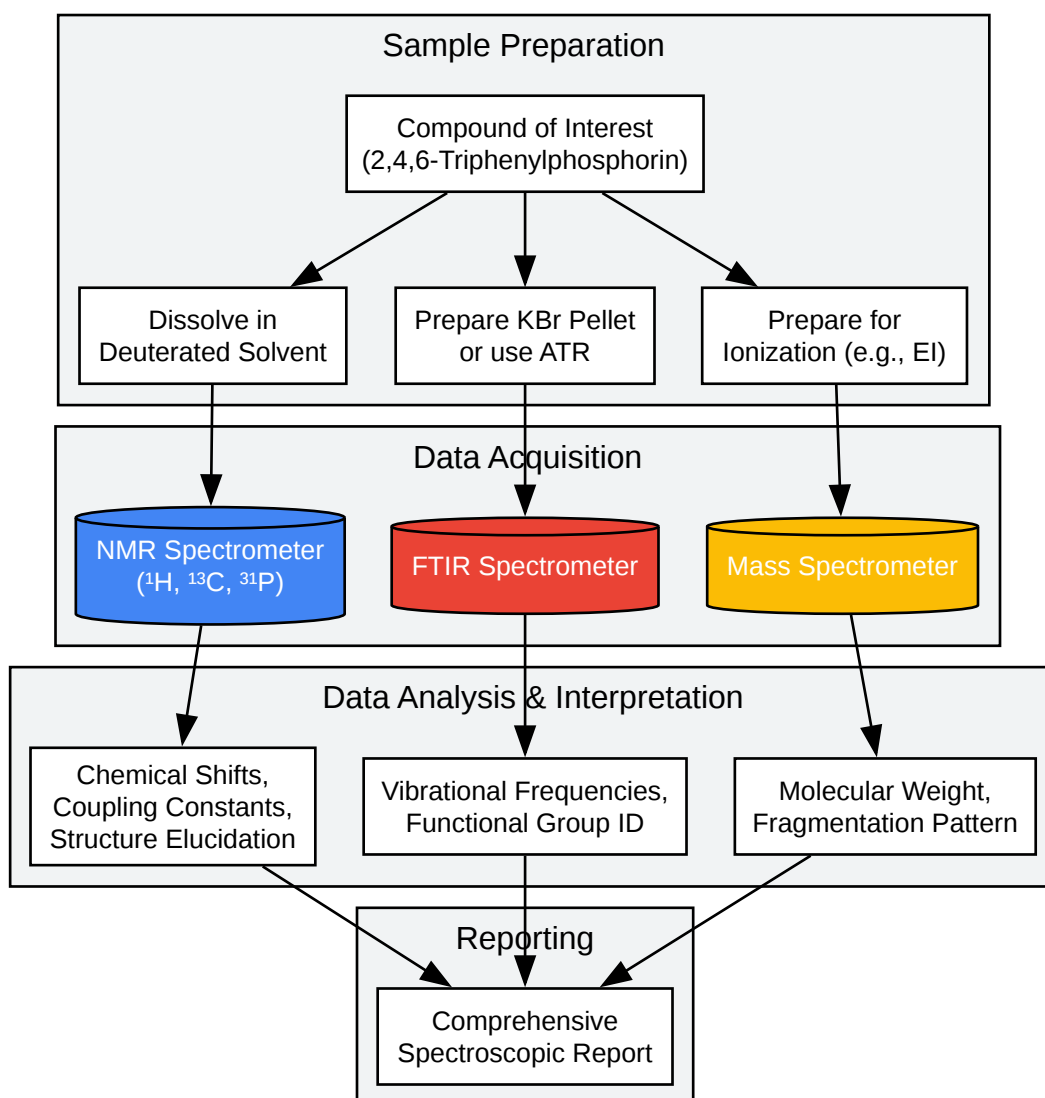 Sample Preparation
Compound of Interest
(2,4,6-Triphenylphosphorin)
Dissolve in
Deuterated Solvent
Prepare KBr Pellet
or use ATR
Prepare for
Ionization (e.g., EI)
Data Acquisition
NMR Spectrometer
(¹H, ¹³C, ³¹P)
FTIR Spectrometer
Mass Spectrometer
Data Analysis & Interpretation
Chemical Shifts,
Coupling Constants,
Structure Elucidation
Vibrational Frequencies,
Functional Group ID
Molecular Weight,
Fragmentation Pattern
Reporting
Comprehensive
Spectroscopic Report